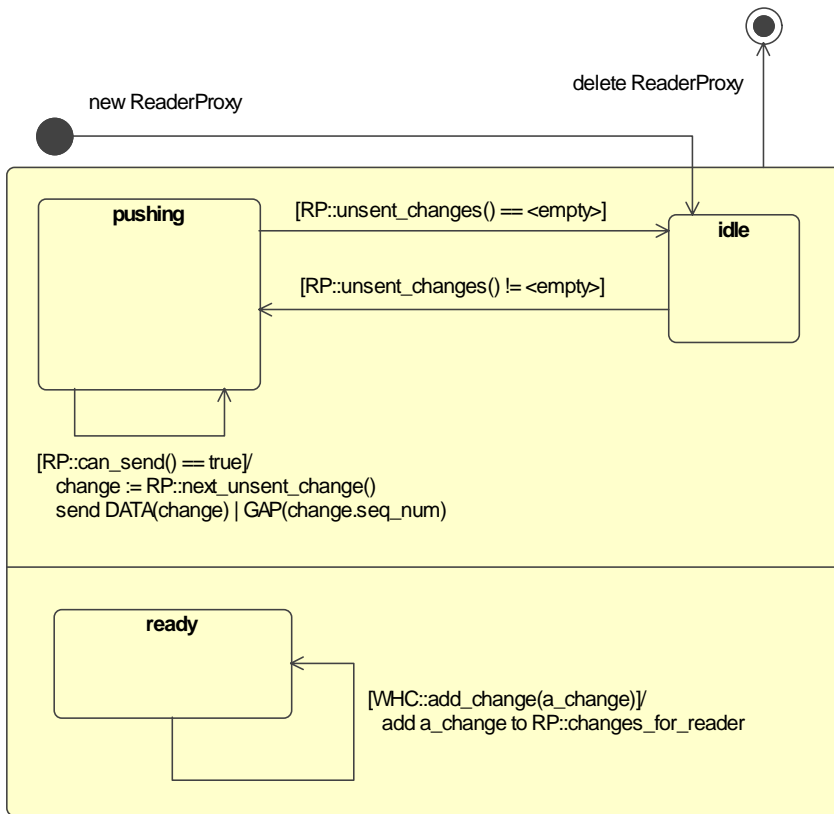 delete ReaderProxy
new ReaderProxy
pushing
[RP::unsent_changes() == <empty>]
idle
[RP::unsent_changes() != <empty>]
[RP::can_send() == true]/
change := RP::next_unsent_change()
send DATA(change) | GAP(change.seq_num)
ready
[WHC::add_change(a_change)]/
add a_change to RP::changes_for_reader